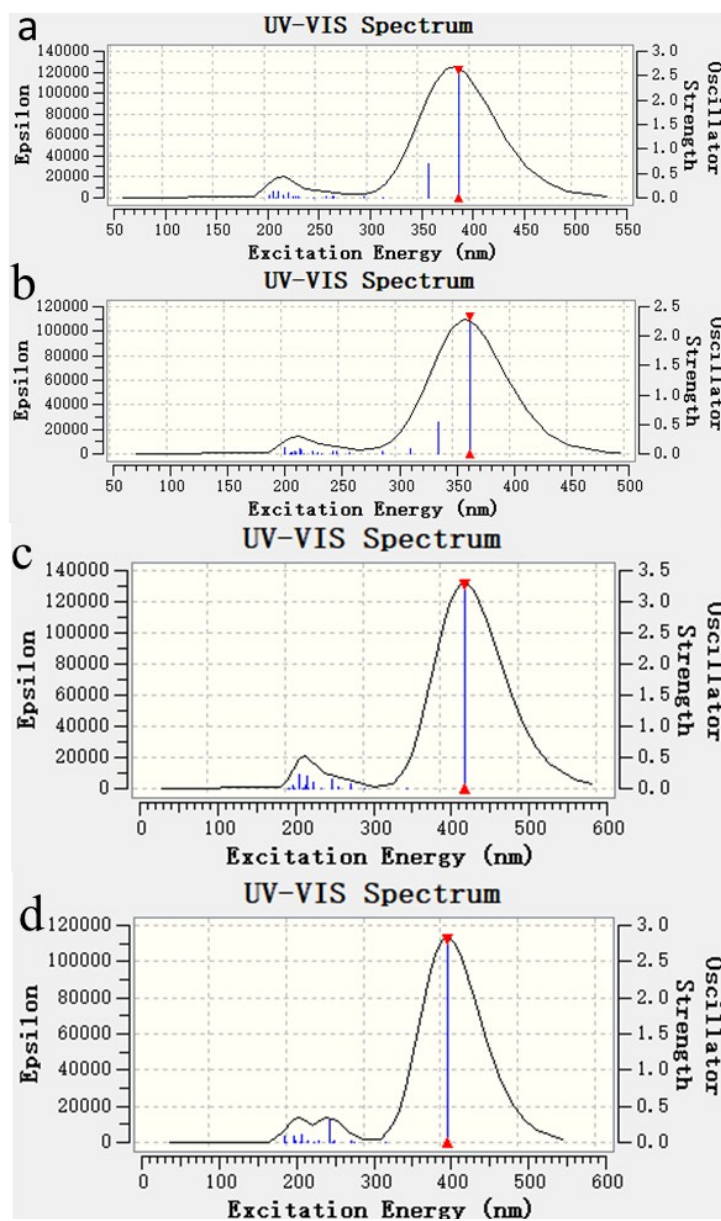 a
UV-VIS Spectrum
140000 3.0
120000 2.5
100000 2.0
80000 1.5
60000 1.0
40000 0.5
20000 0.0
0
Epsilon
Oscillator
Strength
50 100 150 200 250 300 350 400 450 500 550
Excitation Energy (nm)
b
UV-VIS Spectrum
120000 2.5
100000 2.0
80000 1.5
60000 1.0
40000 0.5
20000 0.0
0
Epsilon
Oscillator
Strength
50 100 150 200 250 300 350 400 450 500
Excitation Energy (nm)
c
UV-VIS Spectrum
140000 3.5
120000 3.0
100000 2.5
80000 2.0
60000 1.5
40000 1.0
20000 0.5
0 0.0
Epsilon
Oscillator
Strength
0 100 200 300 400 500 600
Excitation Energy (nm)
d
UV-VIS Spectrum
120000 3.0
100000 2.5
80000 2.0
60000 1.5
40000 1.0
20000 0.5
0 0.0
Epsilon
Oscillator
Strength
0 100 200 300 400 500 600
Excitation Energy (nm)